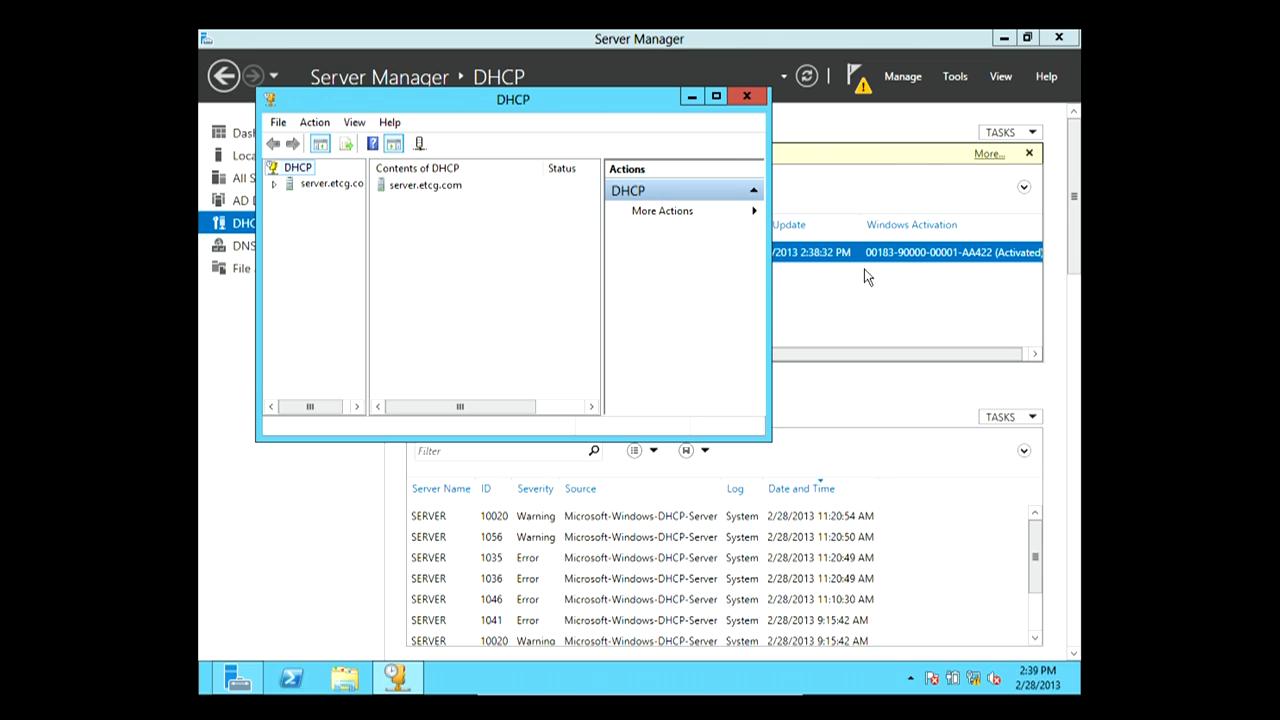 Server Manager
Server Manager ‣ DHCP
Manage Tools View Help
DHCP
File Action View Help
DHCP
server.etcg.co
Contents of DHCP Status
server.etcg.com
Actions
DHCP
More Actions
Das
Loca
All S
AD D
DHC
DNS
File
TASKS
More...
Update Windows Activation
/2013 2:38:32 PM 00183-90000-00001-AA422 (Activated)
TASKS
Filter
Server Name ID Severity Source Log Date and Time
SERVER 10020 Warning Microsoft-Windows-DHCP-Server System 2/28/2013 11:20:54 AM
SERVER 1056 Warning Microsoft-Windows-DHCP-Server System 2/28/2013 11:20:50 AM
SERVER 1035 Error Microsoft-Windows-DHCP-Server System 2/28/2013 11:20:49 AM
SERVER 1036 Error Microsoft-Windows-DHCP-Server System 2/28/2013 11:20:49 AM
SERVER 1046 Error Microsoft-Windows-DHCP-Server System 2/28/2013 11:10:30 AM
SERVER 1041 Error Microsoft-Windows-DHCP-Server System 2/28/2013 9:15:42 AM
SERVER 10020 Warning Microsoft-Windows-DHCP-Server System 2/28/2013 9:15:42 AM
2:39 PM
2/28/2013